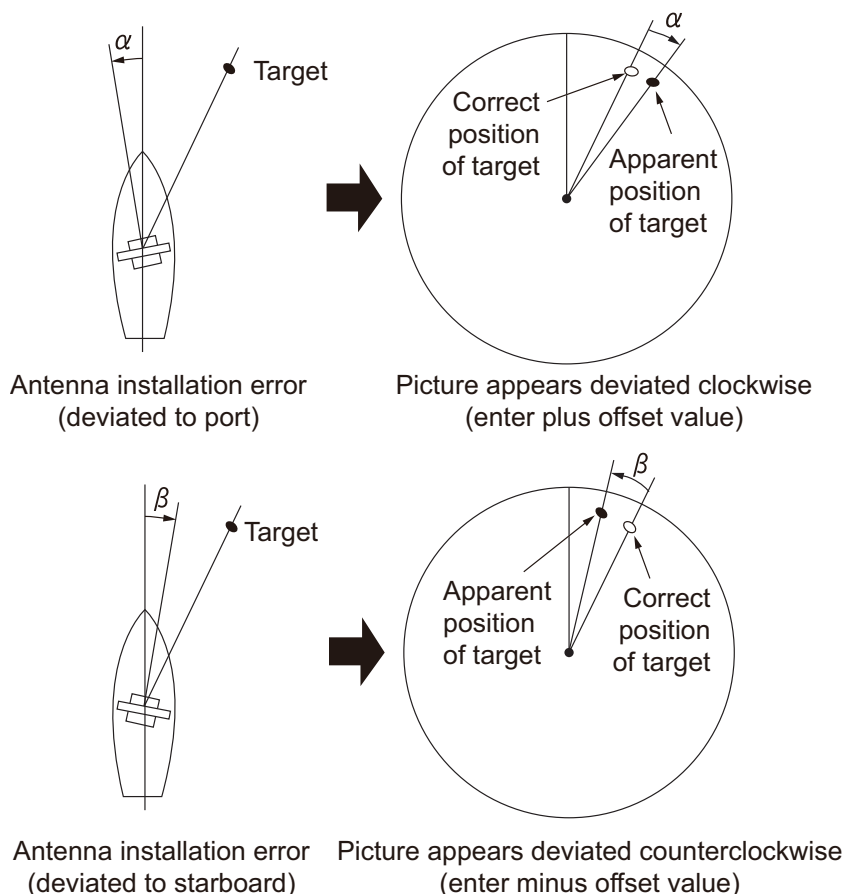 α
Target
α
Correct
position
of target
Apparent
position
of target
Antenna installation error
(deviated to port)
Picture appears deviated clockwise
(enter plus offset value)
β
Target
β
Apparent
position
of target
Correct
position
of target
Antenna installation error
(deviated to starboard)
Picture appears deviated counterclockwise
(enter minus offset value)